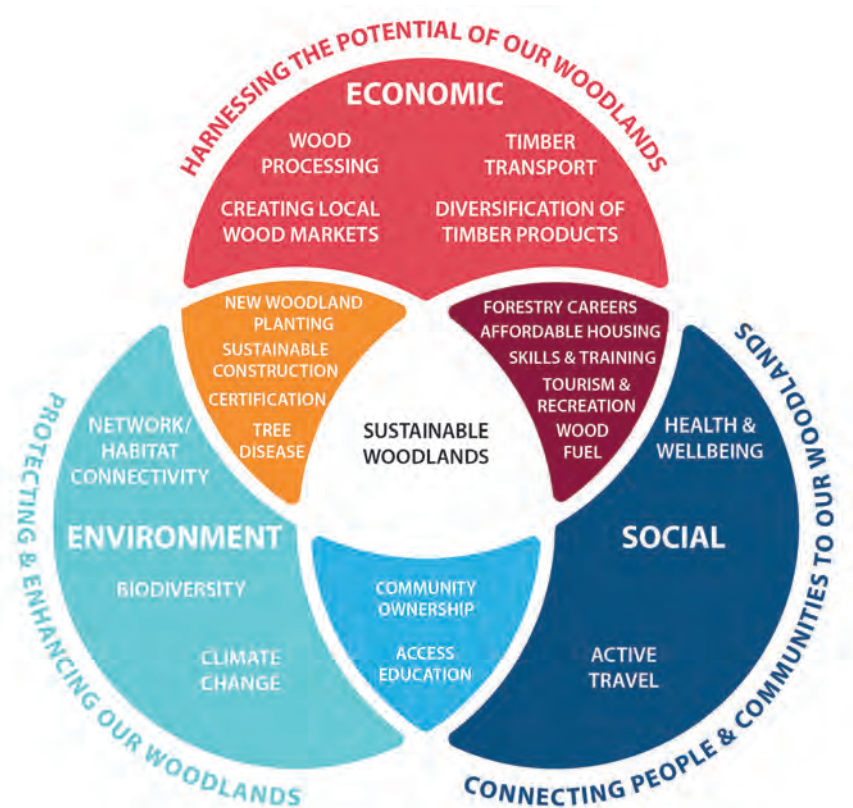 HARNESSING THE POTENTIAL OF OUR WOODLANDS
ECONOMIC
WOOD
PROCESSING
TIMBER
TRANSPORT
CREATING LOCAL
WOOD MARKETS
DIVERSIFICATION OF
TIMBER PRODUCTS
NEW WOODLAND
PLANTING
SUSTAINABLE
CONSTRUCTION
CERTIFICATION
TREE
DISEASE
FORESTRY CAREERS
AFFORDABLE HOUSING
SKILLS & TRAINING
TOURISM &
RECREATION
WOOD
FUEL
SUSTAINABLE
WOODLANDS
PROTECTING & ENHANCING OUR WOODLANDS
NETWORK/
HABITAT
CONNECTIVITY
ENVIRONMENT
BIODIVERSITY
CLIMATE
CHANGE
COMMUNITY
OWNERSHIP
ACCESS
EDUCATION
HEALTH &
WELLBEING
SOCIAL
ACTIVE
TRAVEL
CONNECTING PEOPLE & COMMUNITIES TO OUR WOODLANDS